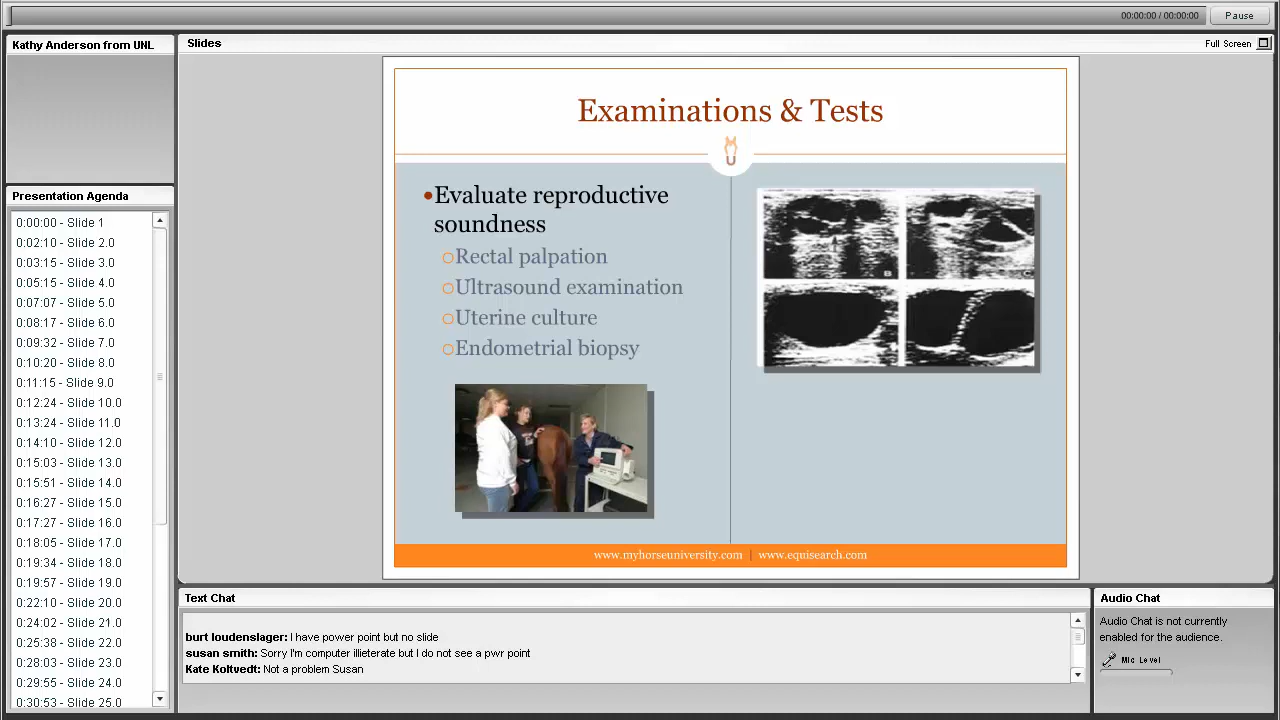 00:00:00 / 00:00:00
Pause
Kathy Anderson from UNL
Slides
Full Screen
Examinations & Tests
U
Evaluate reproductive
soundness
Rectal palpation
Ultrasound examination
Uterine culture
Endometrial biopsy
B
C
www.myhorseuniversity.com | www.equisearch.com
Presentation Agenda
0:00:00 - Slide 1
0:02:10 - Slide 2.0
0:03:15 - Slide 3.0
0:05:15 - Slide 4.0
0:07:07 - Slide 5.0
0:08:17 - Slide 6.0
0:09:32 - Slide 7.0
0:10:20 - Slide 8.0
0:11:15 - Slide 9.0
0:12:24 - Slide 10.0
0:13:24 - Slide 11.0
0:14:10 - Slide 12.0
0:15:03 - Slide 13.0
0:15:51 - Slide 14.0
0:16:27 - Slide 15.0
0:17:27 - Slide 16.0
0:18:05 - Slide 17.0
0:19:34 - Slide 18.0
0:19:57 - Slide 19.0
0:22:10 - Slide 20.0
0:24:02 - Slide 21.0
0:25:38 - Slide 22.0
0:28:03 - Slide 23.0
0:29:55 - Slide 24.0
0:30:53 - Slide 25.0
Text Chat
burt loudenslager: I have power point but no slide
susan smith: Sorry I'm computer illieterate but I do not see a pwr point
Kate Koltvedt: Not a problem Susan
Audio Chat
Audio Chat is not currently
enabled for the audience.
Mic Level